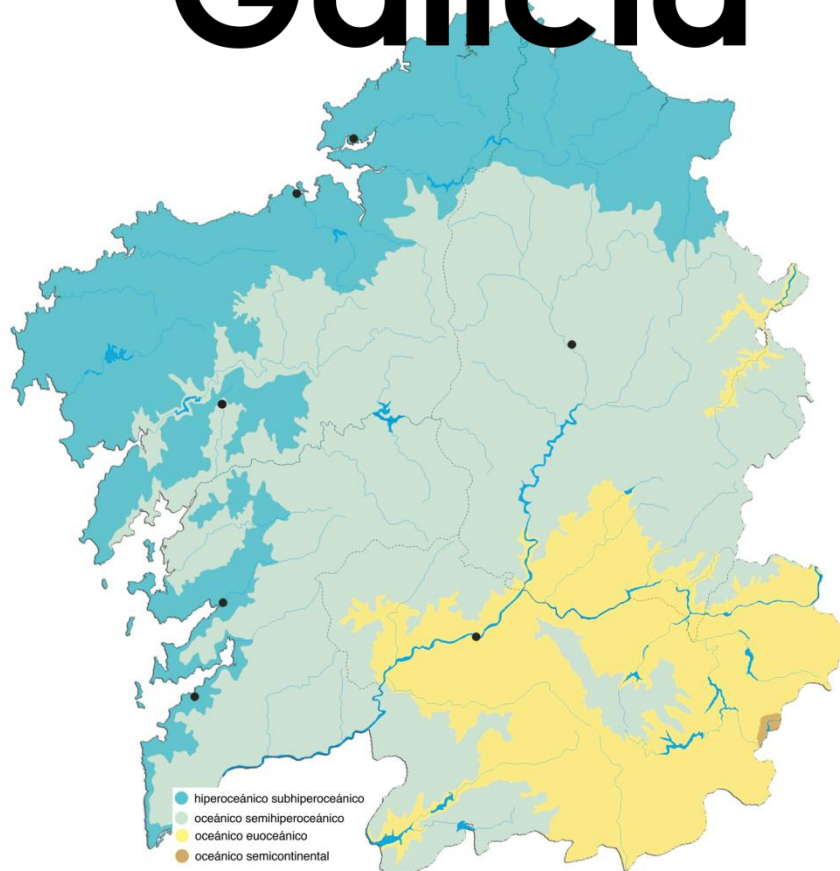 Galicia
hiperoceánico subhiperoceánico
oceánico semihiperoceánico
oceánico euoceánico
oceánico semicontinental